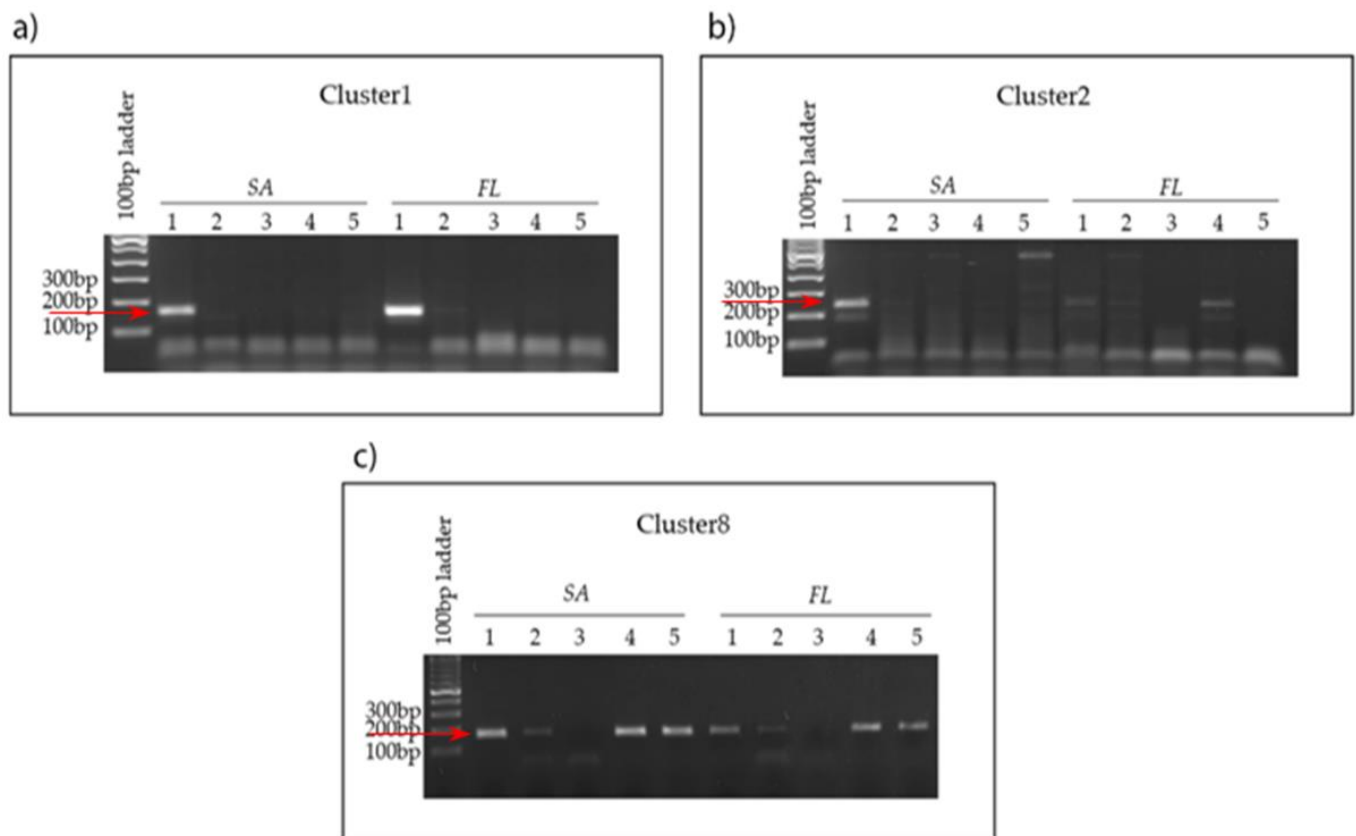 a)
Cluster1
100bp ladder
SA
FL
1 2 3 4 5 1 2 3 4 5
300bp
200bp
100bp
b)
Cluster2
100bp ladder
SA
FL
1 2 3 4 5 1 2 3 4 5
300bp
200bp
100bp
c)
Cluster8
100bp ladder
SA
FL
1 2 3 4 5 1 2 3 4 5
300bp
200bp
100bp